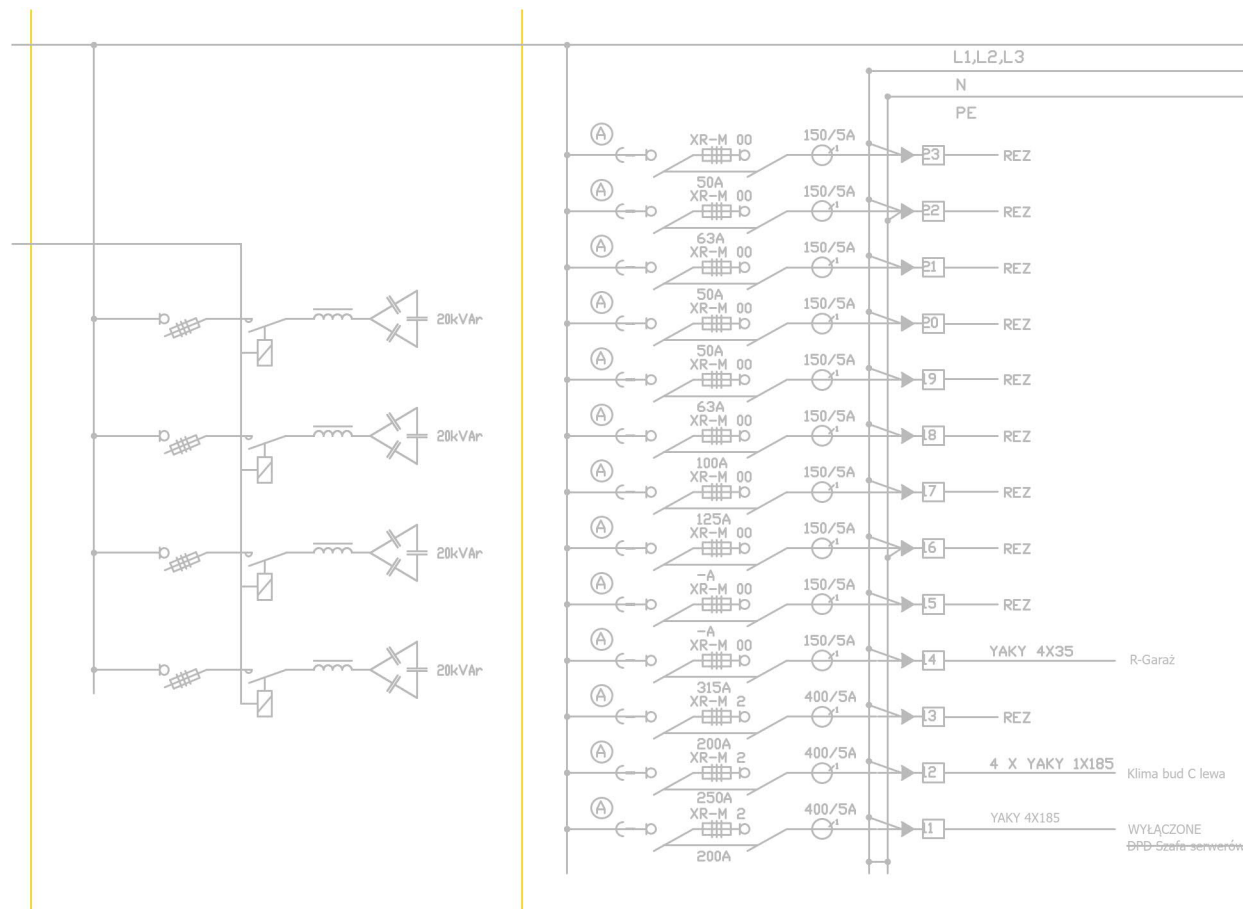 L1,L2,L3
N
PE
A XR-M 00 150/5A
23 REZ
50A
A XR-M 00 150/5A
22 REZ
63A
A XR-M 00 150/5A
21 REZ
50A
A XR-M 00 150/5A
20kVAr 20 REZ
50A
A XR-M 00 150/5A
19 REZ
63A
A XR-M 00 150/5A
20kVAr 18 REZ
100A
A XR-M 00 150/5A
17 REZ
125A
A XR-M 00 150/5A
20kVAr 16 REZ
-A
A XR-M 00 150/5A
15 REZ
-A
A XR-M 00 150/5A
20kVAr 14 YAKY 4X35 R-Garaż
315A
A XR-M 2 400/5A
13 REZ
200A
A XR-M 2 400/5A
12 4 X YAKY 1X185 Klima bud C lewa
250A
A XR-M 2 400/5A
11 YAKY 4X185 WYŁĄCZONE
DPD Szafa serwerów
200A